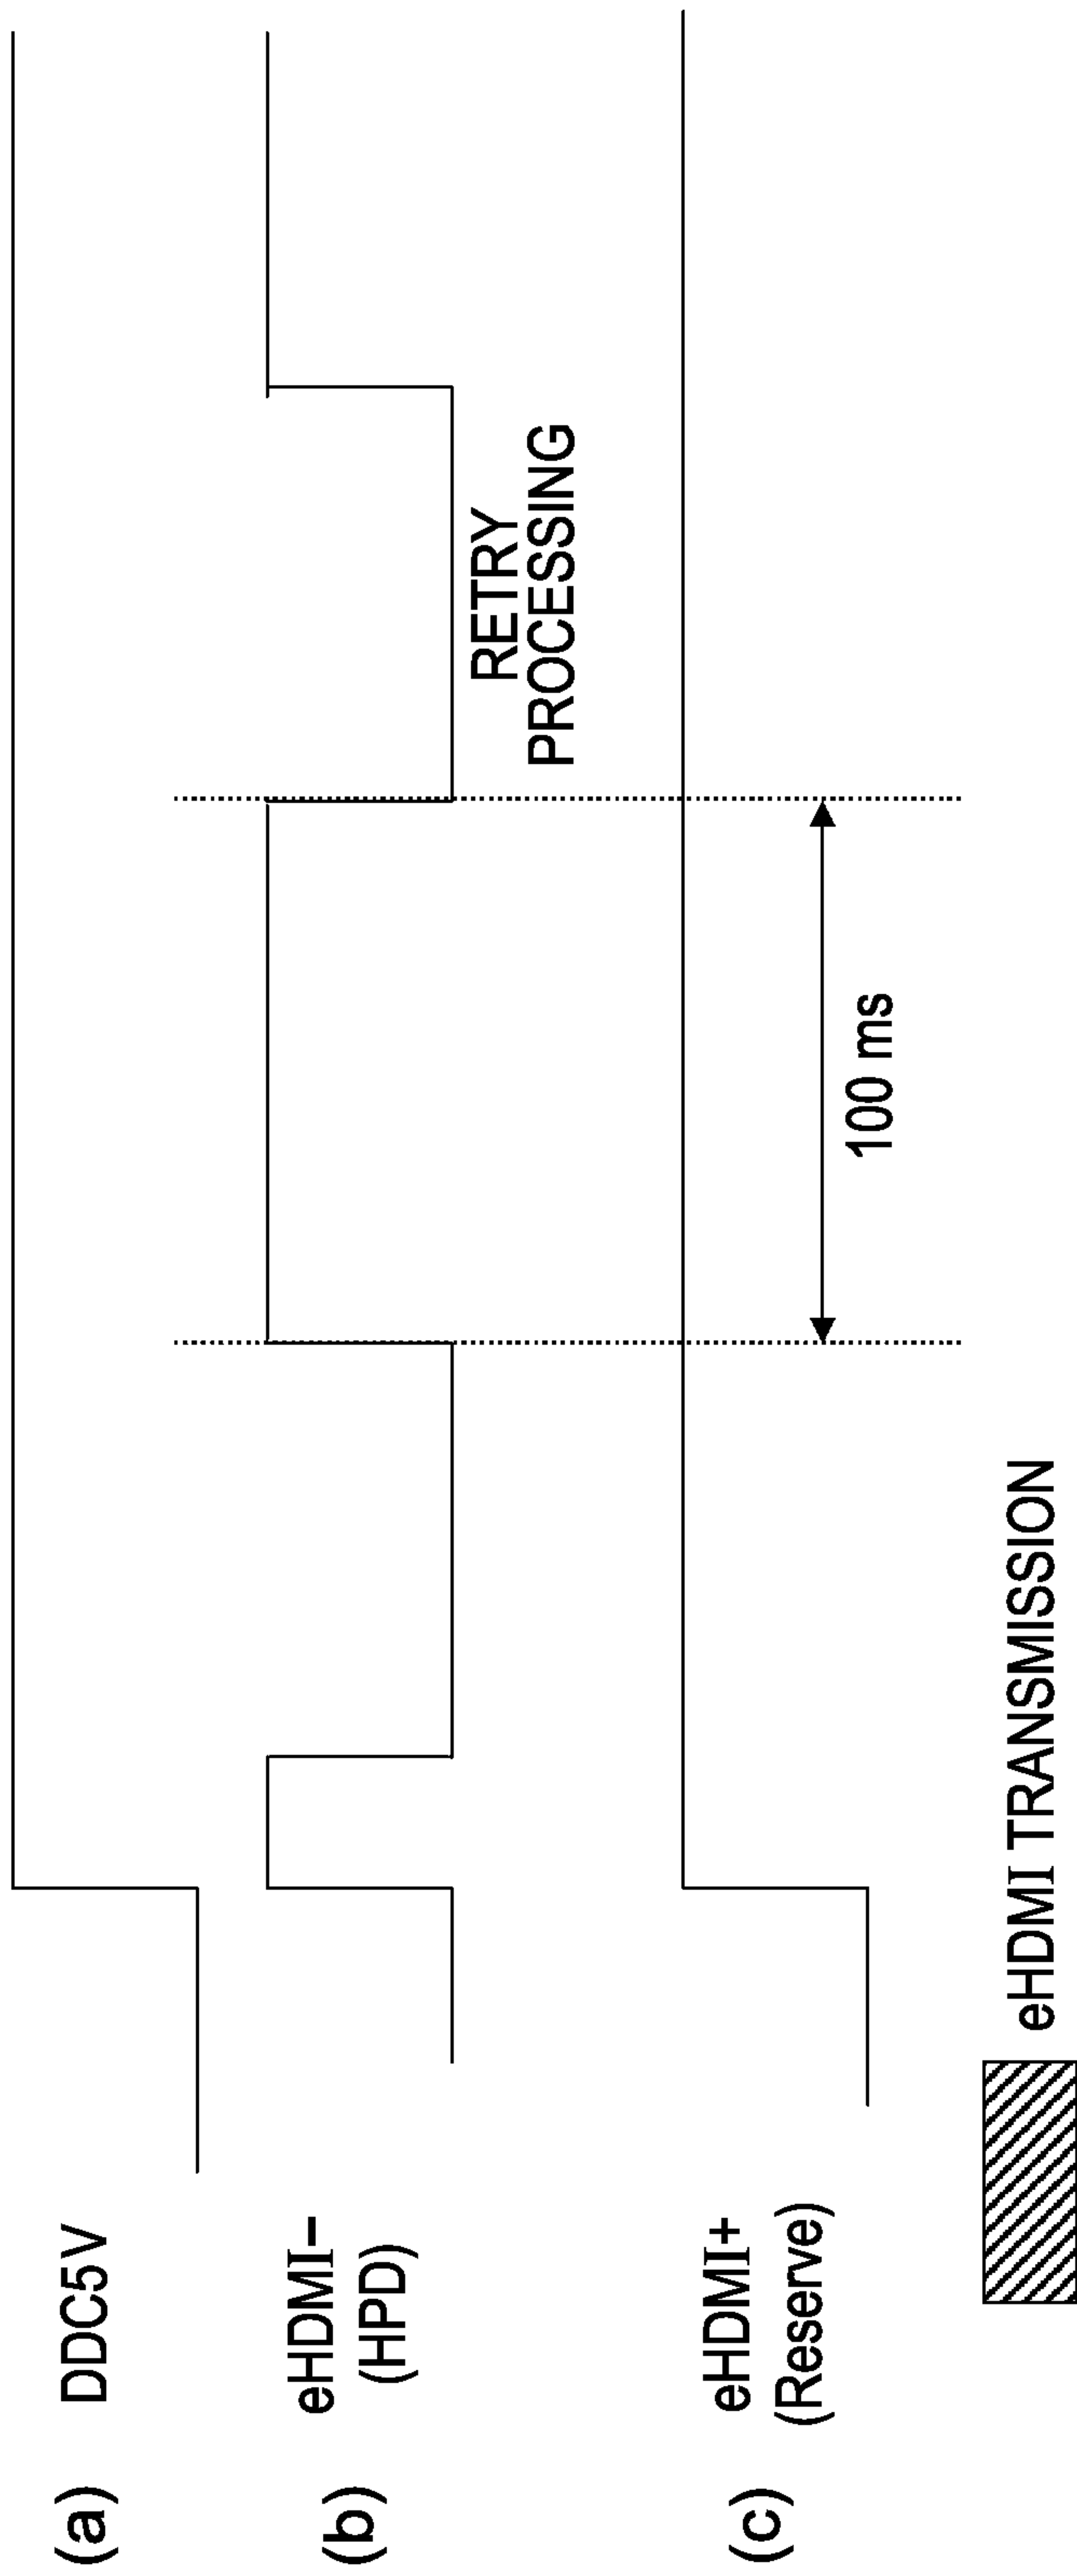 (a) DDC5V
(b) eHDMI−
(HPD)
RETRY
PROCESSING
(c) eHDMI+
(Reserve)
100 ms
eHDMI TRANSMISSION